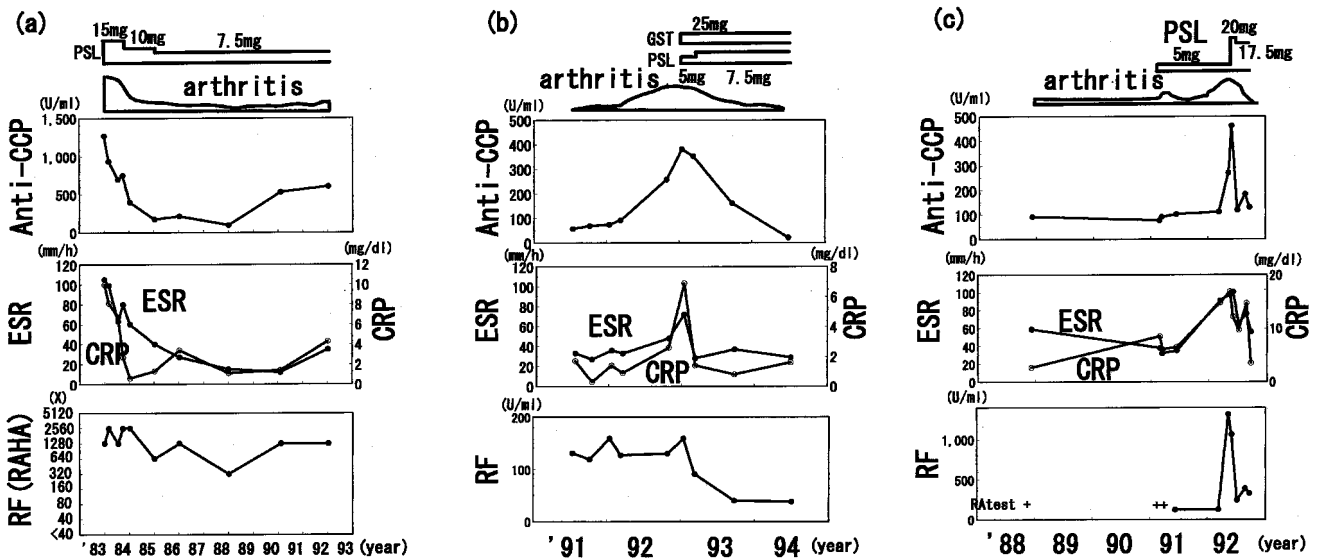 (a)
15mg
10mg
7.5mg
PSL
arthritis
(U/ml)
1,500
1,000
500
0
Anti-CCP
(mm/h)
(mg/dl)
120
100
80
60
40
20
0
12
10
8
6
4
2
0
ESR
ESR
CRP
CRP
(X)
5120
2560
1280
640
320
160
80
40
<40
RF(RAHA)
'83 84 85 86 87 88 89 90 91 92 93 (year)
(b)
25mg
GST
PSL
5mg 7.5mg
arthritis
(U/ml)
500
400
300
200
100
0
Anti-CCP
(mm/h)
(mg/dl)
120
100
80
60
40
20
0
8
6
4
2
0
ESR
ESR
CRP
CRP
(U/ml)
200
100
0
RF
'91 92 93 94 (year)
(c)
20mg
PSL
5mg
17.5mg
arthritis
(U/ml)
500
400
300
200
100
0
Anti-CCP
(mm/h)
(mg/dl)
120
100
80
60
40
20
0
20
10
0
ESR
ESR
CRP
CRP
(U/ml)
1,000
500
0
RF
RAtest + ++
'88 89 90 91 92 (year)